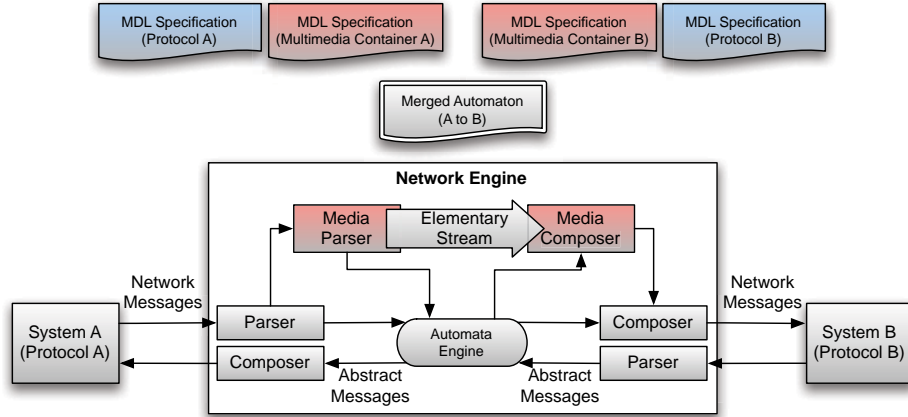 MDL Specification
(Protocol A)
MDL Specification
(Multimedia Container A)
MDL Specification
(Multimedia Container B)
MDL Specification
(Protocol B)
Merged Automaton
(A to B)
Network Engine
Media
Parser
Elementary
Stream
Media
Composer
Network
Messages
Network
Messages
System A
(Protocol A)
Parser
Automata
Engine
Composer
System B
(Protocol B)
Composer
Abstract
Messages
Abstract
Messages
Parser